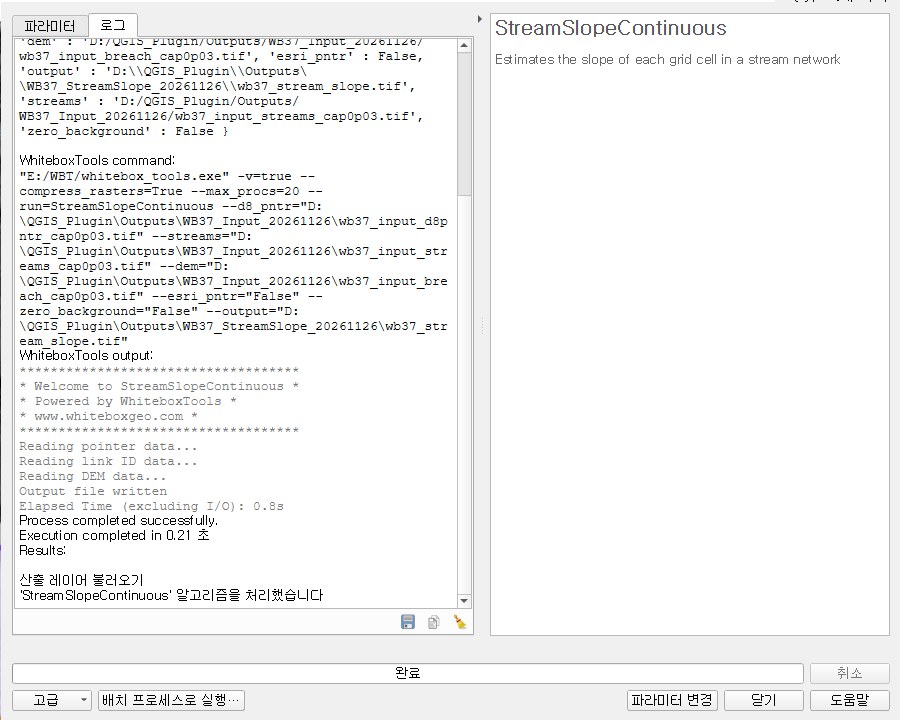 파라미터
로그
StreamSlopeContinuous
Estimates the slope of each grid cell in a stream network
'dem' : 'D:/QGIS_Plugin/Outputs/WB37_Input_20261126/
wb37_input_breach_cap0p03.tif', 'esri_pntr' : False,
'output' : 'D:\\QGIS_Plugin\\Outputs\
\WB37_StreamSlope_20261126\\wb37_stream_slope.tif',
'streams' : 'D:/QGIS_Plugin/Outputs/
WB37_Input_20261126/wb37_input_streams_cap0p03.tif',
'zero_background' : False }
WhiteboxTools command:
"E:/WBT/whitebox_tools.exe" -v=true --
compress_rasters=True --max_procs=20 --
run=StreamSlopeContinuous --d8_pntr="D:
\QGIS_Plugin\Outputs\WB37_Input_20261126\wb37_input_d8p
ntr_cap0p03.tif" --streams="D:
\QGIS_Plugin\Outputs\WB37_Input_20261126\wb37_input_str
eams_cap0p03.tif" --dem="D:
\QGIS_Plugin\Outputs\WB37_Input_20261126\wb37_input_bre
ach_cap0p03.tif" --esri_pntr="False" --
zero_background="False" --output="D:
\QGIS_Plugin\Outputs\WB37_StreamSlope_20261126\wb37_str
eam_slope.tif"
WhiteboxTools output:
**************************************
* Welcome to StreamSlopeContinuous *
* Powered by WhiteboxTools *
* www.whiteboxgeo.com *
**************************************
Reading pointer data...
Reading link ID data...
Reading DEM data...
Output file written
Elapsed Time (excluding I/O): 0.8s
Process completed successfully.
Execution completed in 0.21 초
Results:
산출 레이어 불러오기
'StreamSlopeContinuous' 알고리즘을 처리했습니다
완료
취소
고급
배치 프로세스로 실행…
파라미터 변경
닫기
도움말